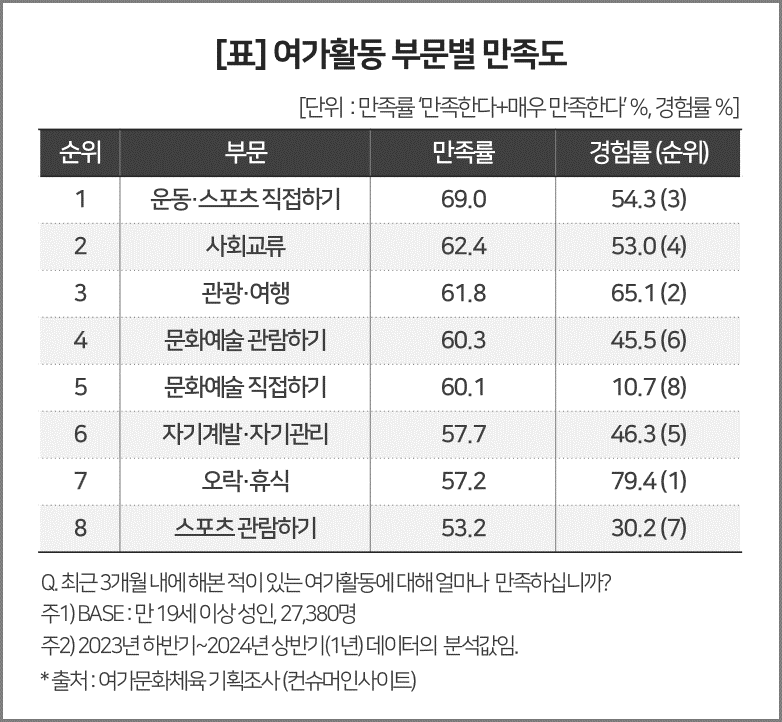 [표] 여가활동 부문별 만족도
[단위 : 만족률 '만족한다+매우 만족한다' %, 경험률 %]
순위 부문 만족률 경험률 (순위)
1 운동·스포츠 직접하기 69.0 54.3 (3)
2 사회교류 62.4 53.0 (4)
3 관광·여행 61.8 65.1 (2)
4 문화예술 관람하기 60.3 45.5 (6)
5 문화예술 직접하기 60.1 10.7 (8)
6 자기계발·자기관리 57.7 46.3 (5)
7 오락·휴식 57.2 79.4 (1)
8 스포츠 관람하기 53.2 30.2 (7)
Q. 최근 3개월 내에 해본 적이 있는 여가활동에 대해 얼마나 만족하십니까?
주1) BASE : 만 19세 이상 성인, 27,380명
주2) 2023년 하반기~2024년 상반기(1년) 데이터의 분석값임.
* 출처 : 여가문화체육 기획조사 (컨슈머인사이트)